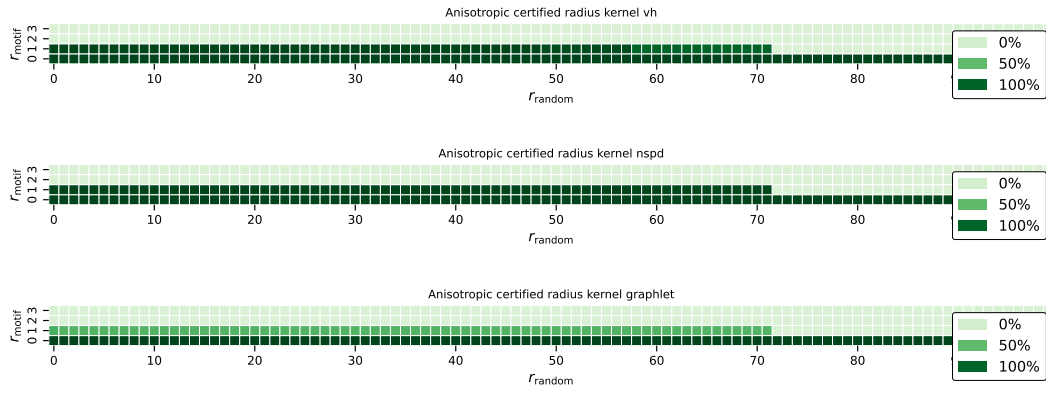 Anisotropic certified radius kernel vh
r_motif
0 1 2 3
0%
50%
100%
0 10 20 30 40 50 60 70 80
r_random
Anisotropic certified radius kernel nspd
r_motif
0 1 2 3
0%
50%
100%
0 10 20 30 40 50 60 70 80
r_random
Anisotropic certified radius kernel graphlet
r_motif
0 1 2 3
0%
50%
100%
0 10 20 30 40 50 60 70 80
r_random